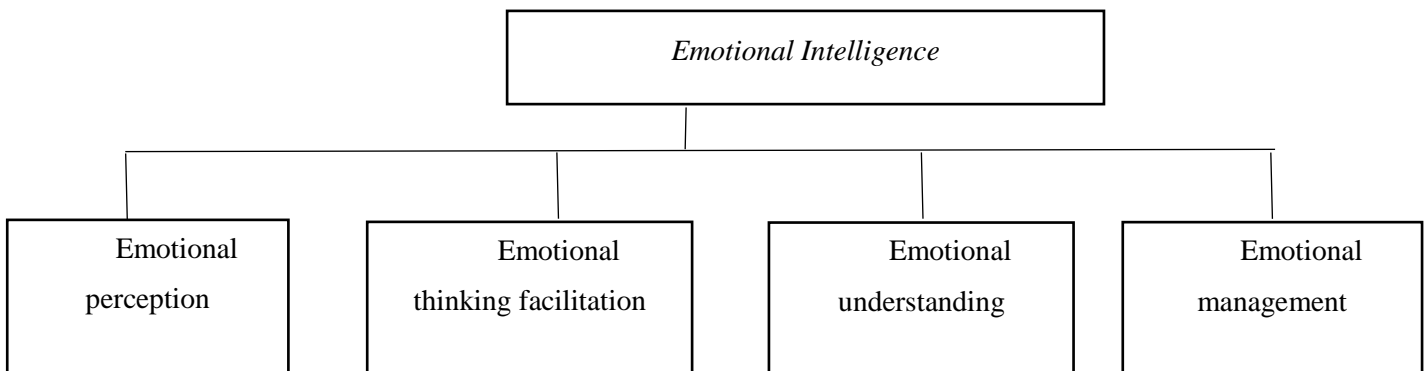 Emotional Intelligence
Emotional
perception
Emotional
thinking facilitation
Emotional
understanding
Emotional
management